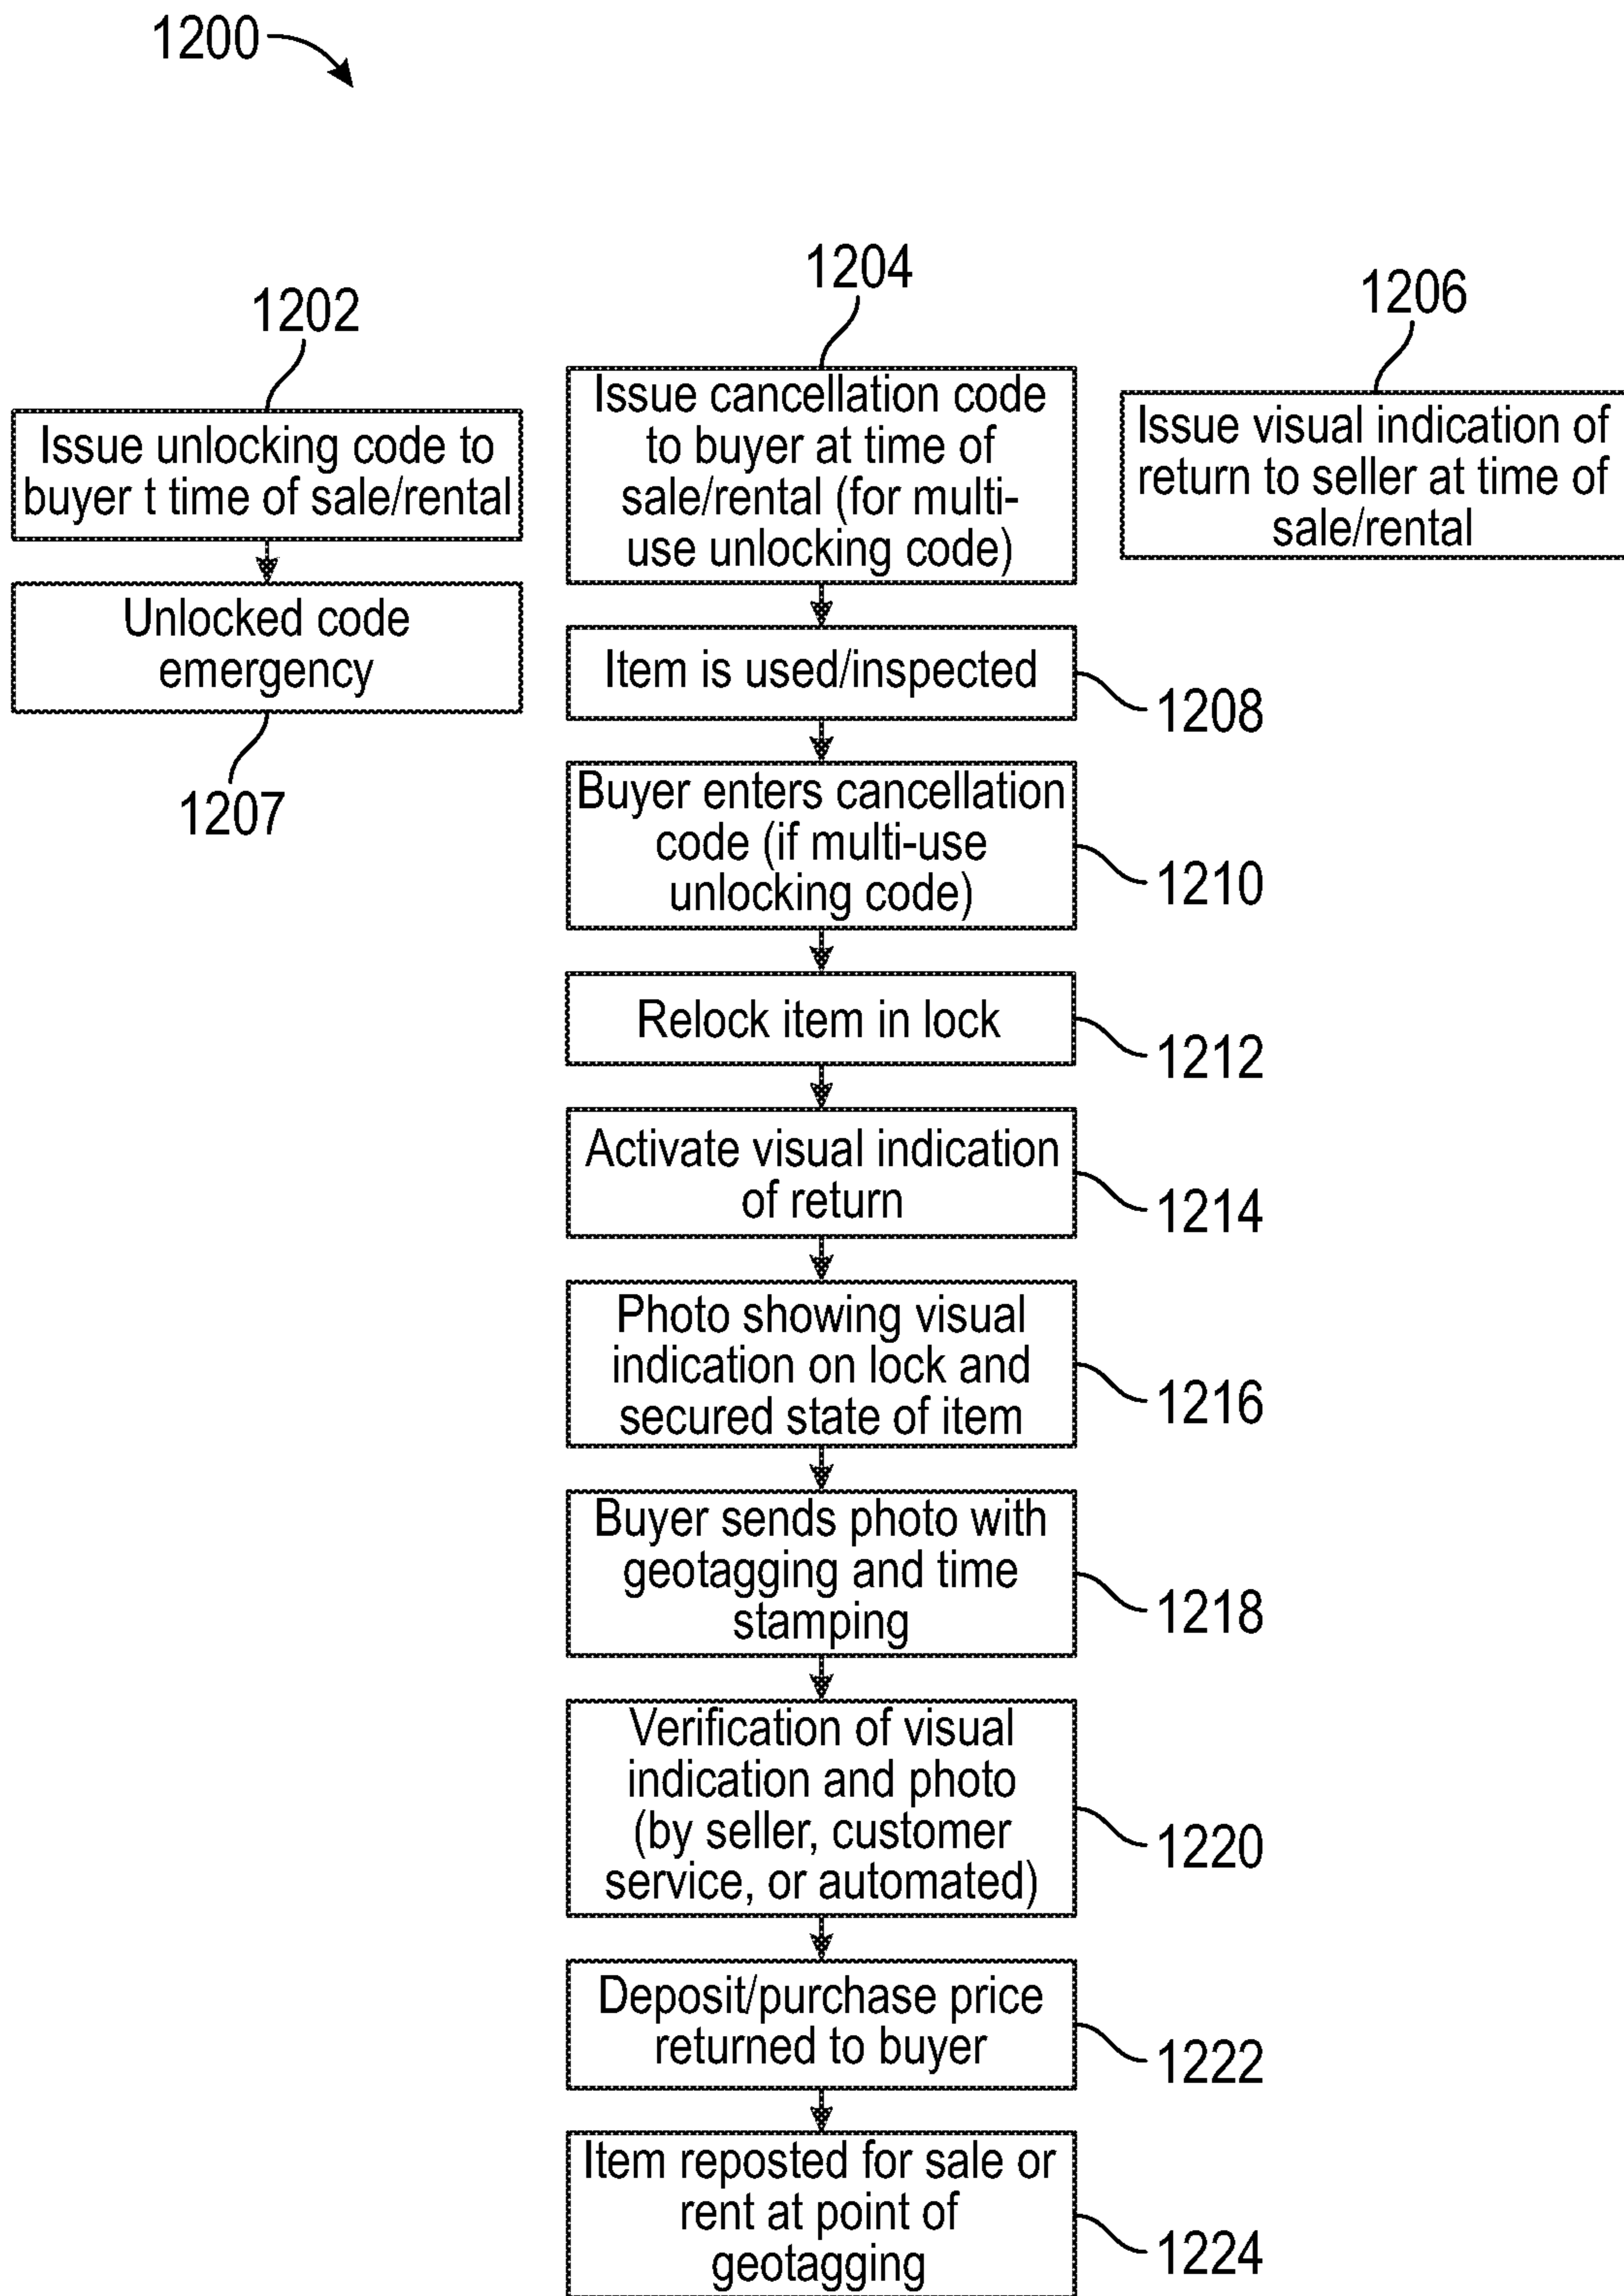 1200
1202
Issue unlocking code to
buyer t time of sale/rental
Unlocked code
emergency
1207
1204
Issue cancellation code
to buyer at time of
sale/rental (for multi-
use unlocking code)
1206
Issue visual indication of
return to seller at time of
sale/rental
Item is used/inspected
1208
Buyer enters cancellation
code (if multi-use
unlocking code)
1210
Relock item in lock
1212
Activate visual indication
of return
1214
Photo showing visual
indication on lock and
secured state of item
1216
Buyer sends photo with
geotagging and time
stamping
1218
Verification of visual
indication and photo
(by seller, customer
service, or automated)
1220
Deposit/purchase price
returned to buyer
1222
Item reposted for sale or
rent at point of
geotagging
1224